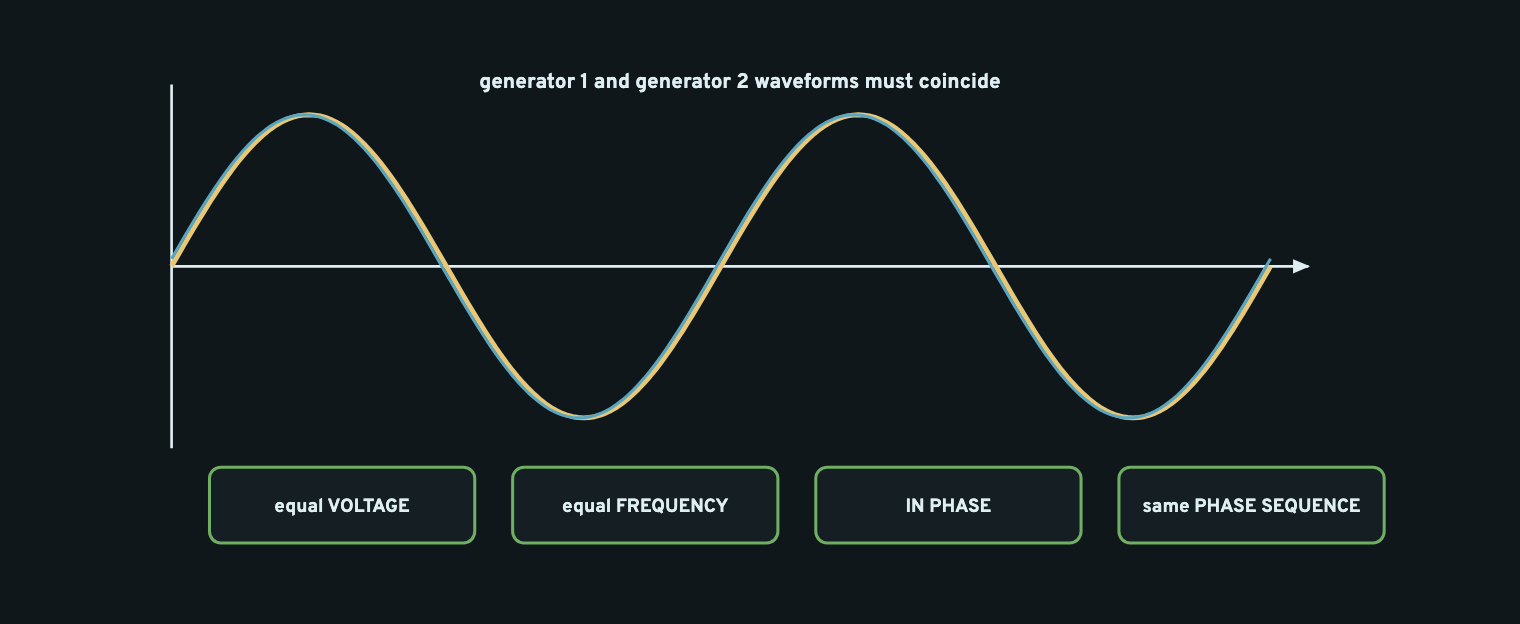 generator 1 and generator 2 waveforms must coincide
equal VOLTAGE
equal FREQUENCY
IN PHASE
same PHASE SEQUENCE